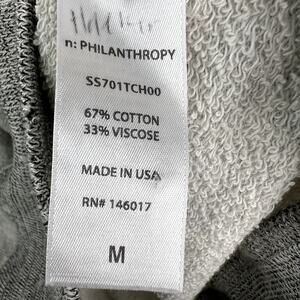 n: PHILANTHROPY
SS701TCH00
67% COTTON
33% VISCOSE
MADE IN USA
RN# 146017
M